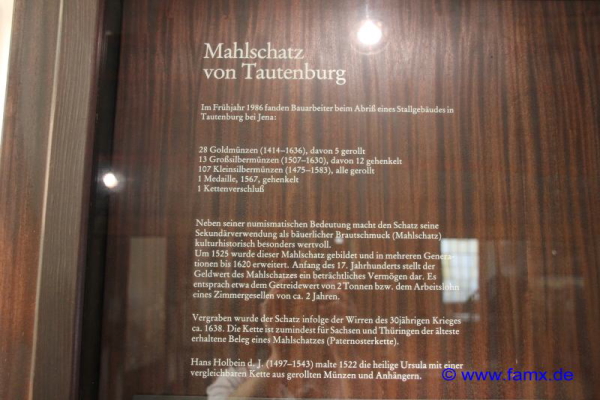 Mahlschatz
von Tautenburg
Im Frühjahr 1986 fanden Bauarbeiter beim Abriß eines Stallgebäudes in
Tautenburg bei Jena:
28 Goldmünzen (1414–1636), davon 5 gerollt
13 Großsilbermünzen (1507–1630), davon 12 gehenkelt
107 Kleinsilbermünzen (1475–1583), alle gerollt
1 Medaille, 1567, gehenkelt
1 Kettenverschluß
Neben seiner numismatischen Bedeutung macht den Schatz seine
Sekundärverwendung als bäuerlicher Brautschmuck (Mahlschatz)
kulturhistorisch besonders wertvoll.
Um 1525 wurde dieser Mahlschatz gebildet und in mehreren Genera-
tionen bis 1620 erweitert. Anfang des 17. Jahrhunderts stellt der
Geldwert des Mahlschatzes ein beträchtliches Vermögen dar. Es
entsprach etwa dem Getreidewert von 2 Tonnen bzw. dem Arbeitslohn
eines Zimmergesellen von ca. 2 Jahren.
Vergraben wurde der Schatz infolge der Wirren des 30jährigen Krieges
ca. 1638. Die Kette ist zumindest für Sachsen und Thüringen der älteste
erhaltene Beleg eines Mahlschatzes (Paternosterkette).
Hans Holbein d. J. (1497–1543) malte 1522 die heilige Ursula mit einer
vergleichbaren Kette aus gerollten Münzen und Anhängern.
© www.famx.de